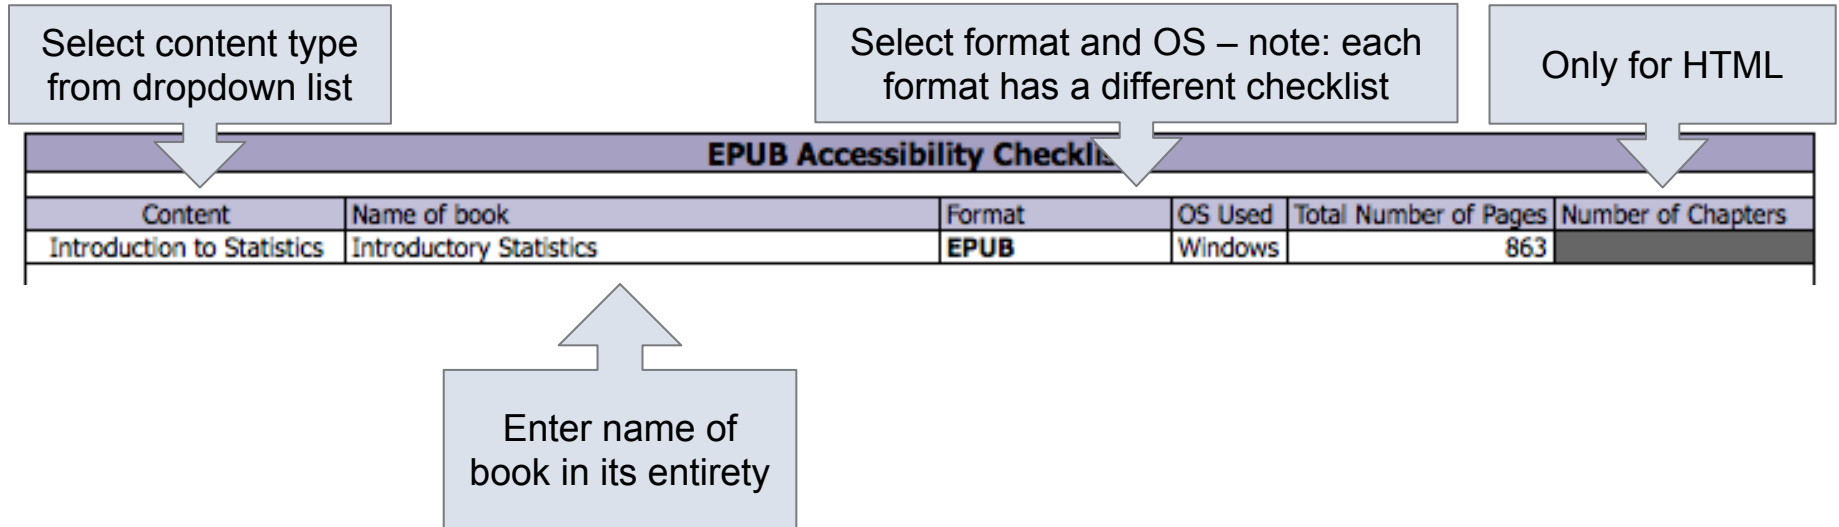 Select content type
from dropdown list
Select format and OS – note: each
format has a different checklist
Only for HTML
EPUB Accessibility
Content Name of book Format OS Used Total Number of Pages Number of Chapters
Introduction to Statistics Introductory Statistics EPUB Windows 863
Enter name of
book in its entirety